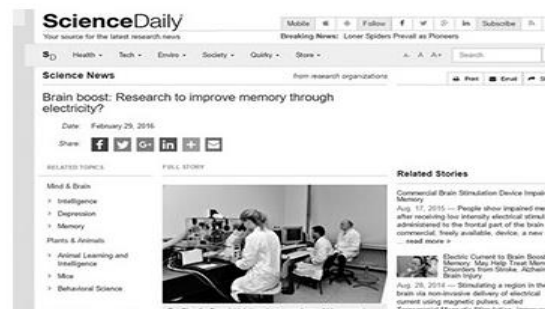 ScienceDaily
Your source for the latest research news
Mobile Follow Subscribe
Breaking News: Loner Spiders Prevail as Pioneers
SD Health Tech Enviro Society Quirky Store A- A A+ Search
Science News
from research organizations
Print Email
Brain boost: Research to improve memory through
electricity?
Date: February 29, 2016
Share:
RELATED TOPICS
Mind & Brain
> Intelligence
> Depression
> Memory
Plants & Animals
> Animal Learning and
Intelligence
> Mice
> Behavioral Science
FULL STORY
Related Stories
Commercial Brain Stimulation Device Impairs
Memory
Aug. 17, 2015 — People show impaired me
after receiving low intensity electrical stimul
administered to the frontal part of the brain
commercial, freely available, device, a new
... read more »
Electric Current to Brain Boosts
Memory: May Help Treat Mem
Disorders from Stroke, Alzheim
Brain Injury
Aug. 28, 2014 — Stimulating a region in the
brain via non-invasive delivery of electrical
current using magnetic pulses, called